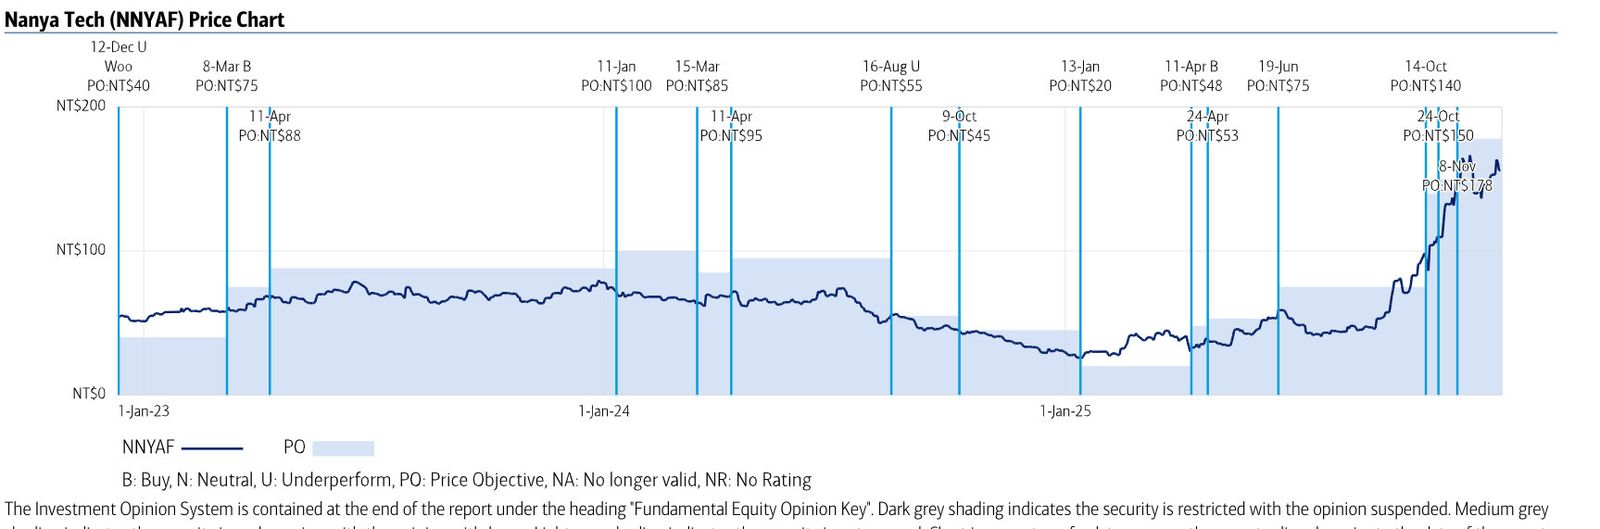 Nanya Tech (NNYAF) Price Chart
12-Dec U
Woo 8-Mar B 11-Jan 15-Mar 16-Aug U 13-Jan 11-Apr B 19-Jun 14-Oct
PO:NT$40 PO:NT$75 PO:NT$100 PO:NT$85 PO:NT$55 PO:NT$20 PO:NT$48 PO:NT$75 PO:NT$140
NT$200
11-Apr 11-Apr 9-Oct 24-Apr 24-Oct
PO:NT$88 PO:NT$95 PO:NT$45 PO:NT$53 PO:NT$150
8-Nov
PO:NT$178
NT$100
NT$0
1-Jan-23 1-Jan-24 1-Jan-25
NNYAF PO
B: Buy, N: Neutral, U: Underperform, PO: Price Objective, NA: No longer valid, NR: No Rating
The Investment Opinion System is contained at the end of the report under the heading "Fundamental Equity Opinion Key". Dark grey shading indicates the security is restricted with the opinion suspended. Medium grey